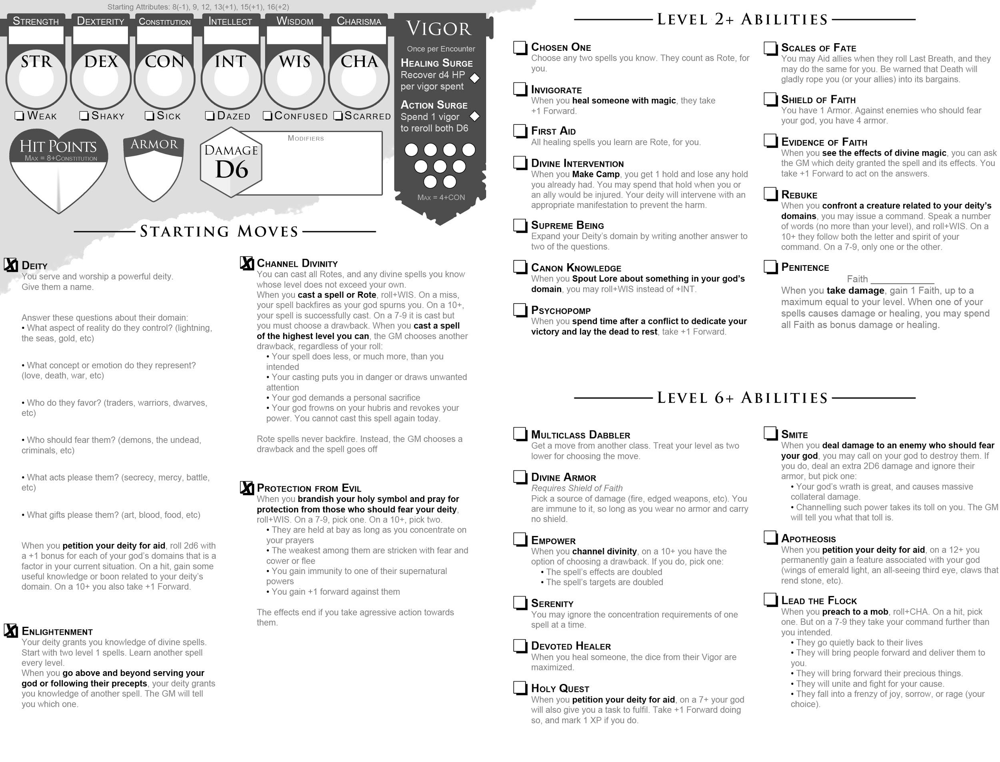 Starting Attributes: 8(-1), 9, 12, 13(+1), 15(+1), 16(+2)
Strength
Dexterity
Constitution
Intellect
Wisdom
Charisma
STR
DEX
CON
INT
WIS
CHA
Weak
Shaky
Sick
Dazed
Confused
Scarred
Hit Points
Max = 8+Constitution
Armor
Damage
D6
Modifiers
Vigor
Once per Encounter
Healing Surge
Recover d4 HP
per vigor spent
Action Surge
Spend 1 vigor
to reroll both D6
Max = 4+CON
Starting Moves
Deity
You serve and worship a powerful deity.
Give them a name.
Answer these questions about their domain:
• What aspect of reality do they control? (lightning,
the seas, gold, etc)
• What concept or emotion do they represent?
(love, death, war, etc)
• Who do they favor? (traders, warriors, dwarves,
etc)
• Who should fear them? (demons, the undead,
criminals, etc)
• What acts please them? (secrecy, mercy, battle,
etc)
• What gifts please them? (art, blood, food, etc)
When you petition your deity for aid, roll 2d6 with
a +1 bonus for each of your god's domains that is a
factor in your current situation. On a hit, gain some
useful knowledge or boon related to your deity's
domain. On a 10+ you also take +1 Forward.
Enlightenment
Your deity grants you knowledge of divine spells.
Start with two level 1 spells. Learn another spell
every level.
When you go above and beyond serving your
god or following their precepts, your deity grants
you knowledge of another spell. The GM will tell
you which one.
Channel Divinity
You can cast all Rotes, and any divine spells you know
whose level does not exceed your own.
When you cast a spell or Rote, roll+WIS. On a miss,
your spell backfires as your god spurns you. On a 10+,
your spell is successfully cast. On a 7-9 it is cast but
you must choose a drawback. When you cast a spell
of the highest level you can, the GM chooses another
drawback, regardless of your roll:
• Your spell does less, or much more, than you
intended
• Your casting puts you in danger or draws unwanted
attention
• Your god demands a personal sacrifice
• Your god frowns on your hubris and revokes your
power. You cannot cast this spell again today.
Rote spells never backfire. Instead, the GM chooses a
drawback and the spell goes off
Protection from Evil
When you brandish your holy symbol and pray for
protection from those who should fear your deity,
roll+WIS. On a 7-9, pick one. On a 10+, pick two.
• They are held at bay as long as you concentrate on
your prayers
• The weakest among them are stricken with fear and
cower or flee
• You gain immunity to one of their supernatural
powers
• You gain +1 forward against them
The effects end if you take agressive action towards
them.
Level 2+ Abilities
Chosen One
Choose any two spells you know. They count as Rote, for
you.
Invigorate
When you heal someone with magic, they take
+1 Forward.
First Aid
All healing spells you learn are Rote, for you.
Divine Intervention
When you Make Camp, you get 1 hold and lose any hold
you already had. You may spend that hold when you or
an ally would be injured. Your deity will intervene with an
appropriate manifestation to prevent the harm.
Supreme Being
Expand your Deity's domain by writing another answer to
two of the questions.
Canon Knowledge
When you Spout Lore about something in your god's
domain, you may roll+WIS instead of +INT.
Psychopomp
When you spend time after a conflict to dedicate your
victory and lay the dead to rest, take +1 Forward.
Scales of Fate
You may Aid allies when they roll Last Breath, and they
may do the same for you. Be warned that Death will
gladly rope you (or your allies) into its bargains.
Shield of Faith
You have 1 Armor. Against enemies who should fear
your god, you have 4 armor.
Evidence of Faith
When you see the effects of divine magic, you can ask
the GM which deity granted the spell and its effects. You
take +1 Forward to act on the answers.
Rebuke
When you confront a creature related to your deity's
domains, you may issue a command. Speak a number
of words (no more than your level), and roll+WIS. On a
10+ they follow both the letter and spirit of your
command. On a 7-9, only one or the other.
Penitence
Faith ____________
When you take damage, gain 1 Faith, up to a
maximum equal to your level. When one of your
spells causes damage or healing, you may spend
all Faith as bonus damage or healing.
Level 6+ Abilities
Multiclass Dabbler
Get a move from another class. Treat your level as two
lower for choosing the move.
Divine Armor
Requires Shield of Faith
Pick a source of damage (fire, edged weapons, etc). You
are immune to it, so long as you wear no armor and carry
no shield.
Empower
When you channel divinity, on a 10+ you have the
option of choosing a drawback. If you do, pick one:
• The spell's effects are doubled
• The spell's targets are doubled
Serenity
You may ignore the concentration requirements of one
spell at a time.
Devoted Healer
When you heal someone, the dice from their Vigor are
maximized.
Holy Quest
When you petition your deity for aid, on a 7+ your god
will also give you a task to fulfil. Take +1 Forward doing
so, and mark 1 XP if you do.
Smite
When you deal damage to an enemy who should fear
your god, you may call on your god to destroy them. If
you do, deal an extra 2D6 damage and ignore their
armor, but pick one:
• Your god's wrath is great, and causes massive
collateral damage.
• Channelling such power takes its toll on you. The GM
will tell you what that toll is.
Apotheosis
When you petition your deity for aid, on a 12+ you
permanently gain a feature associated with your god
(wings of emerald light, an all-seeing third eye, claws that
rend stone, etc).
Lead the Flock
When you preach to a mob, roll+CHA. On a hit, pick
one. But on a 7-9 they take your command further than
you intended.
• They go quietly back to their lives
• They will bring people forward and deliver them to
you.
• They will bring forward their precious things.
• They will unite and fight for your cause.
• They fall into a frenzy of joy, sorrow, or rage (your
choice).